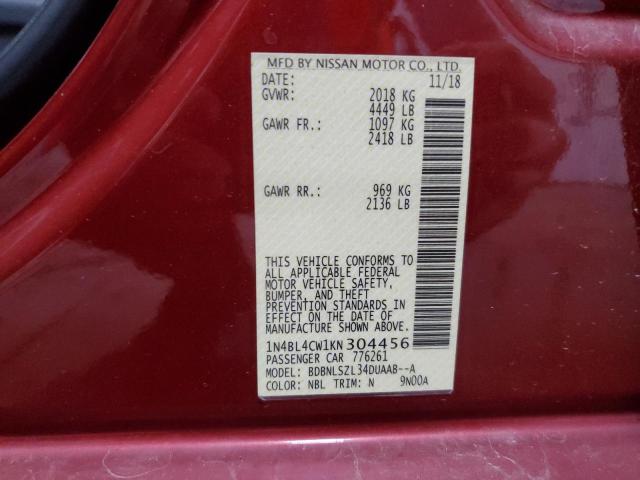 MFD BY NISSAN MOTOR CO., LTD.
DATE: 11/18
GVWR: 2018 KG
4449 LB
GAWR FR.: 1097 KG
2418 LB
GAWR RR.: 969 KG
2136 LB
THIS VEHICLE CONFORMS TO
ALL APPLICABLE FEDERAL
MOTOR VEHICLE SAFETY,
BUMPER, AND THEFT
PREVENTION STANDARDS IN
EFFECT ON THE DATE OF
MANUFACTURE SHOWN ABOVE.
1N4BL4CW1KN304456
PASSENGER CAR 776261
MODEL: BDBNLSZL34DUAAB--A
COLOR: NBL TRIM: N 9N00A